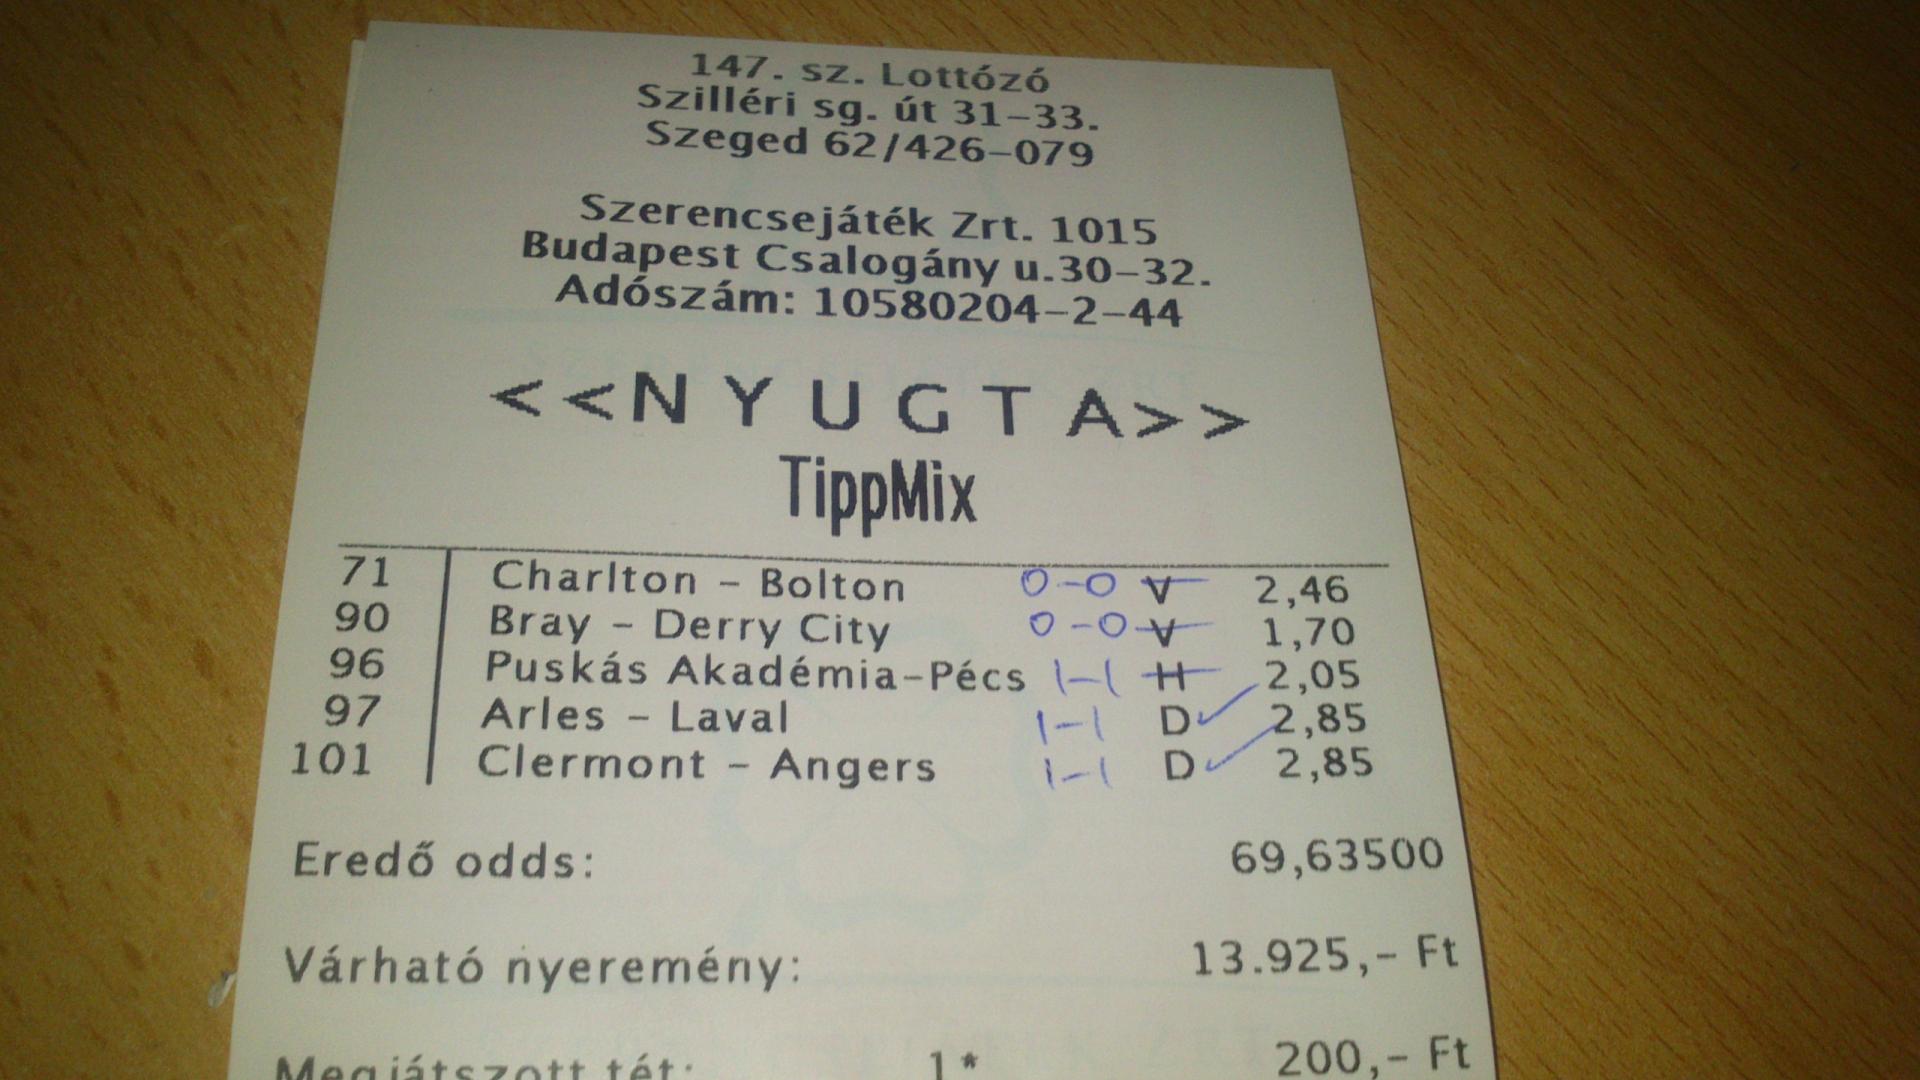 147. sz. Lottózó
Szilléri sg. út 31-33.
Szeged 62/426-079
Szerencsejáték Zrt. 1015
Budapest Csalogány u.30-32.
Adószám: 10580204-2-44
<<NYUGTA>>
TippMix
71 Charlton - Bolton 0-0 V 2,46
90 Bray - Derry City 0-0 V 1,70
96 Puskás Akadémia-Pécs 1-1 H 2,05
97 Arles - Laval 1-1 D 2,85
101 Clermont - Angers 1-1 D 2,85
Eredő odds: 69,63500
Várható nyeremény: 13.925,- Ft
Megjátszott tét: 1* 200,- Ft